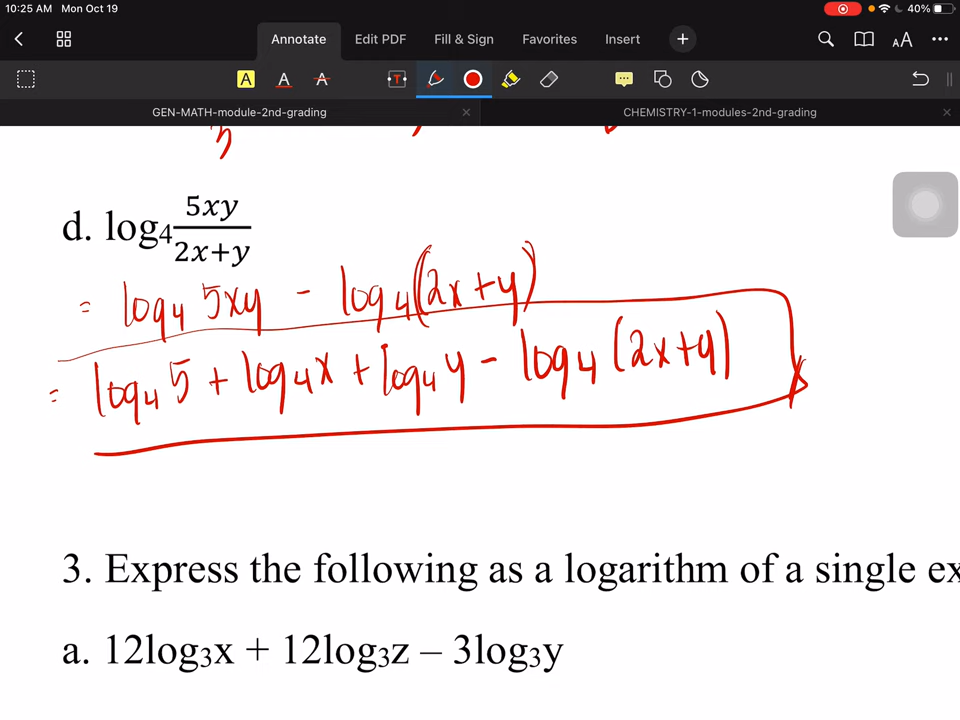 10:25 AM Mon Oct 19 40%
Annotate Edit PDF Fill & Sign Favorites Insert
GEN-MATH-module-2nd-grading CHEMISTRY-1-modules-2nd-grading
3
d. log₄ 5xy/2x+y
= log₄ 5xy - log₄(2x+y)
= log₄ 5 + log₄ x + log₄ y - log₄ (2x+y)
3. Express the following as a logarithm of a single ex
a. 12log₃x + 12log₃z – 3log₃y